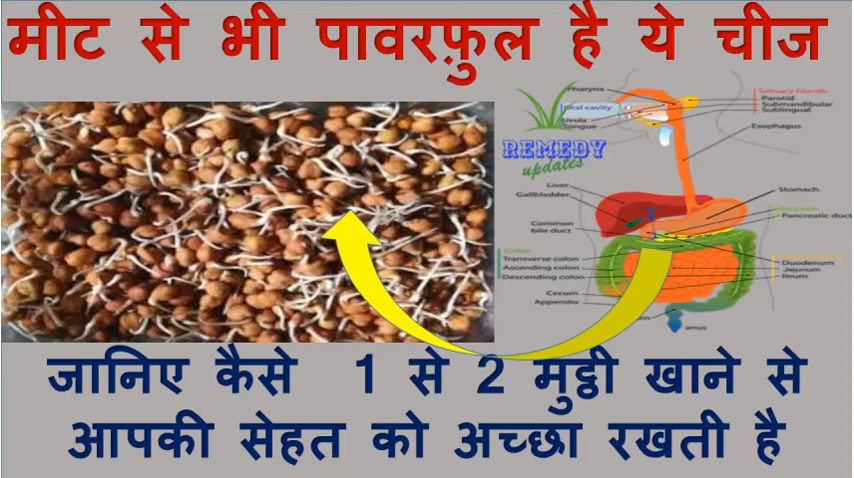 मीट से भी पावरफ़ुल है ये चीज
Pharynx
Oral cavity
Uvula
Tongue
Salivary Glands
Parotid
Submandibular
Sublingual
Esophagus
REMEDY
updates
Liver
Gallbladder
Common
bile duct
Stomach
Pancreatic duct
Colon
Transverse colon
Ascending colon
Descending colon
Cecum
Appendix
Duodenum
Jejunum
Ileum
anus
जानिए कैसे 1 से 2 मुट्ठी खाने से
आपकी सेहत को अच्छा रखती है